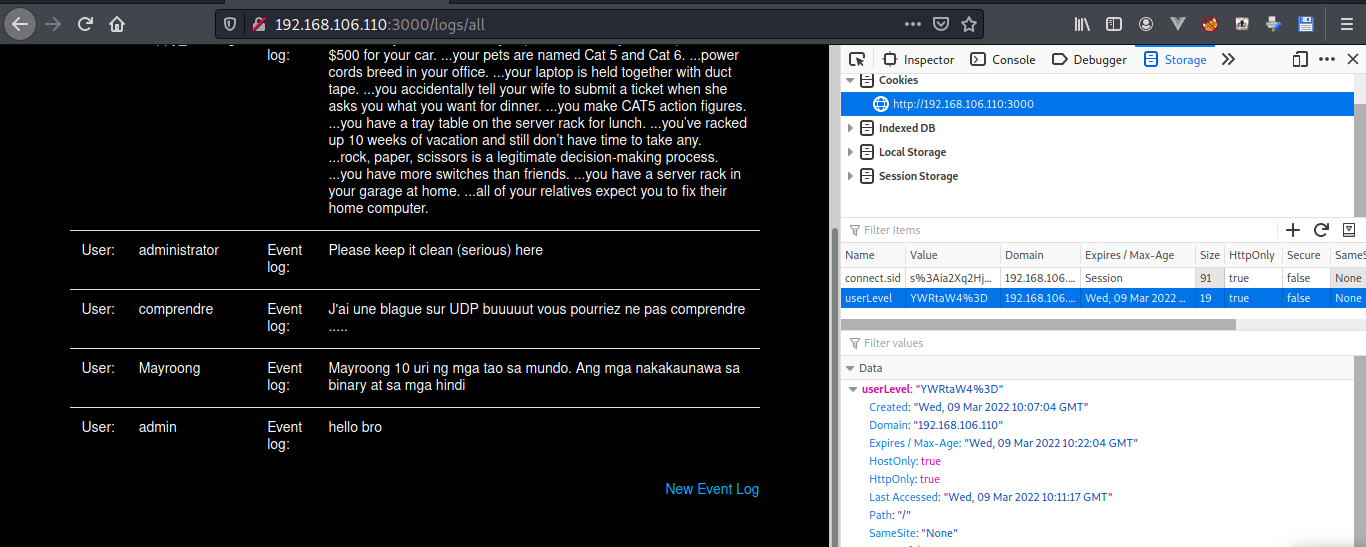 192.168.106.110:3000/logs/all
log:
$500 for your car. ...your pets are named Cat 5 and Cat 6. ...power
cords breed in your office. ...your laptop is held together with duct
tape. ...you accidentally tell your wife to submit a ticket when she
asks you what you want for dinner. ...you make CAT5 action figures.
...you have a tray table on the server rack for lunch. ...you've racked
up 10 weeks of vacation and still don't have time to take any.
...rock, paper, scissors is a legitimate decision-making process.
...you have more switches than friends. ...you have a server rack in
your garage at home. ...all of your relatives expect you to fix their
home computer.
User: administrator Event log: Please keep it clean (serious) here
User: comprendre Event log: J'ai une blague sur UDP buuuuut vous pourriez ne pas comprendre
.....
User: Mayroong Event log: Mayroong 10 uri ng mga tao sa mundo. Ang mga nakakaunawa sa
binary at sa mga hindi
User: admin Event log: hello bro
New Event Log
Inspector Console Debugger Storage
Cookies
http://192.168.106.110:3000
Indexed DB
Local Storage
Session Storage
Filter Items
Name Value Domain Expires / Max-Age Size HttpOnly Secure SameS
connect.sid s%3Aia2Xq2Hj... 192.168.106.... Session 91 true false None
userLevel YWRtaW4%3D 192.168.106.... Wed, 09 Mar 2022 ... 19 true false None
Filter values
Data
userLevel: "YWRtaW4%3D"
Created: "Wed, 09 Mar 2022 10:07:04 GMT"
Domain: "192.168.106.110"
Expires / Max-Age: "Wed, 09 Mar 2022 10:22:04 GMT"
HostOnly: true
HttpOnly: true
Last Accessed: "Wed, 09 Mar 2022 10:11:17 GMT"
Path: "/"
SameSite: "None"